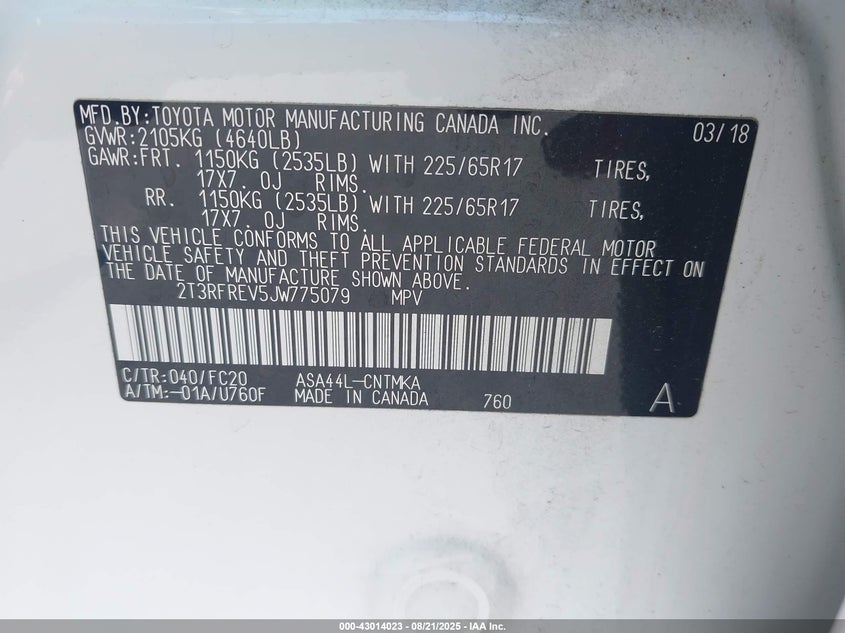 MFD.BY:TOYOTA MOTOR MANUFACTURING CANADA INC. 03/18
GVWR:2105KG (4640LB)
GAWR:FRT. 1150KG (2535LB) WITH 225/65R17 TIRES,
17X7. 0J RIMS.
RR. 1150KG (2535LB) WITH 225/65R17 TIRES,
17X7. 0J RIMS.
THIS VEHICLE CONFORMS TO ALL APPLICABLE FEDERAL MOTOR
VEHICLE SAFETY AND THEFT PREVENTION STANDARDS IN EFFECT ON
THE DATE OF MANUFACTURE SHOWN ABOVE.
2T3RFREV5JW775079 MPV
C/TR:040/FC20 ASA44L-CNTMKA
A/TM:-01A/U760F MADE IN CANADA 760 A
000-43014023 - 08/21/2025 - IAA Inc.